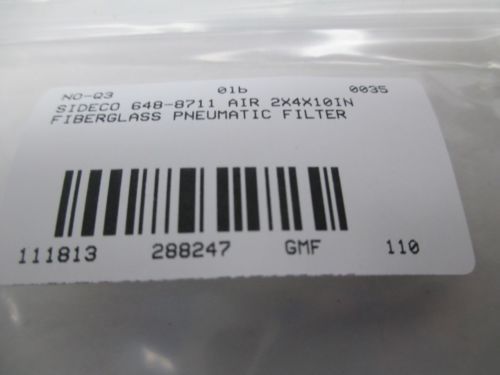 NO-Q3 01b 0035
SIDECO 648-8711 AIR 2X4X10IN
FIBERGLASS PNEUMATIC FILTER
111813 288247 GMF 110